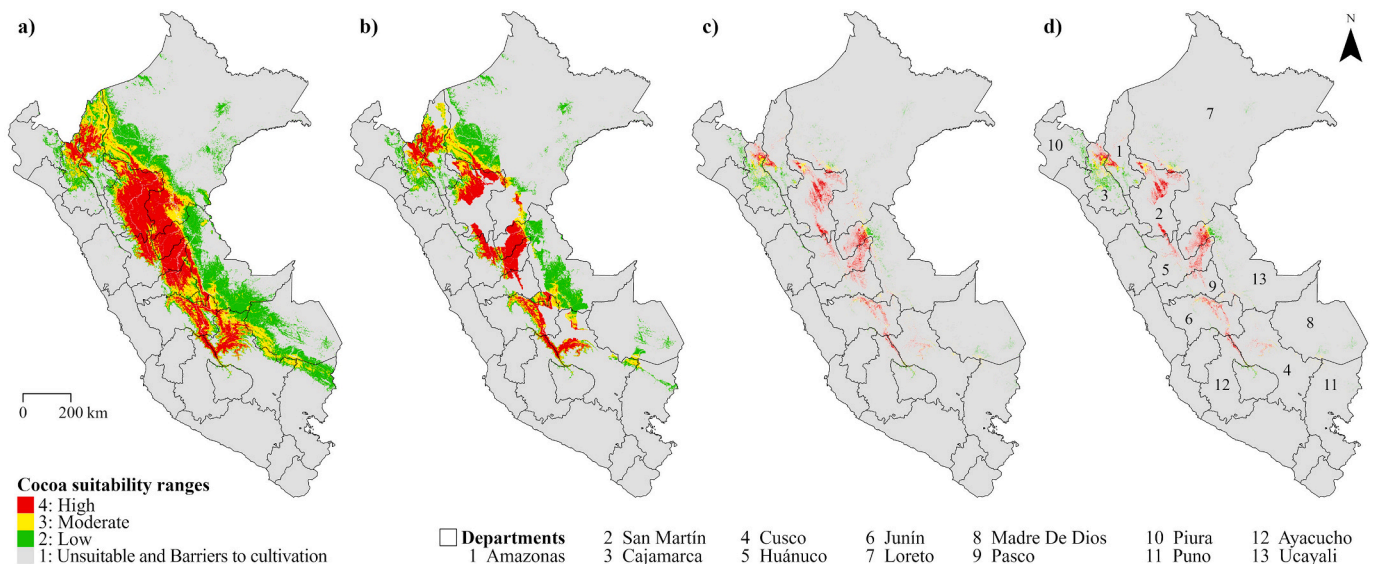 a)
b)
c)
d)
N
7
10
1
3
2
5
13
9
6
8
4
12
11
0 200 km
Cocoa suitability ranges
4: High
3: Moderate
2: Low
1: Unsuitable and Barriers to cultivation
Departments 2 San Martín 4 Cusco 6 Junín 8 Madre De Dios 10 Piura 12 Ayacucho
1 Amazonas 3 Cajamarca 5 Huánuco 7 Loreto 9 Pasco 11 Puno 13 Ucayali